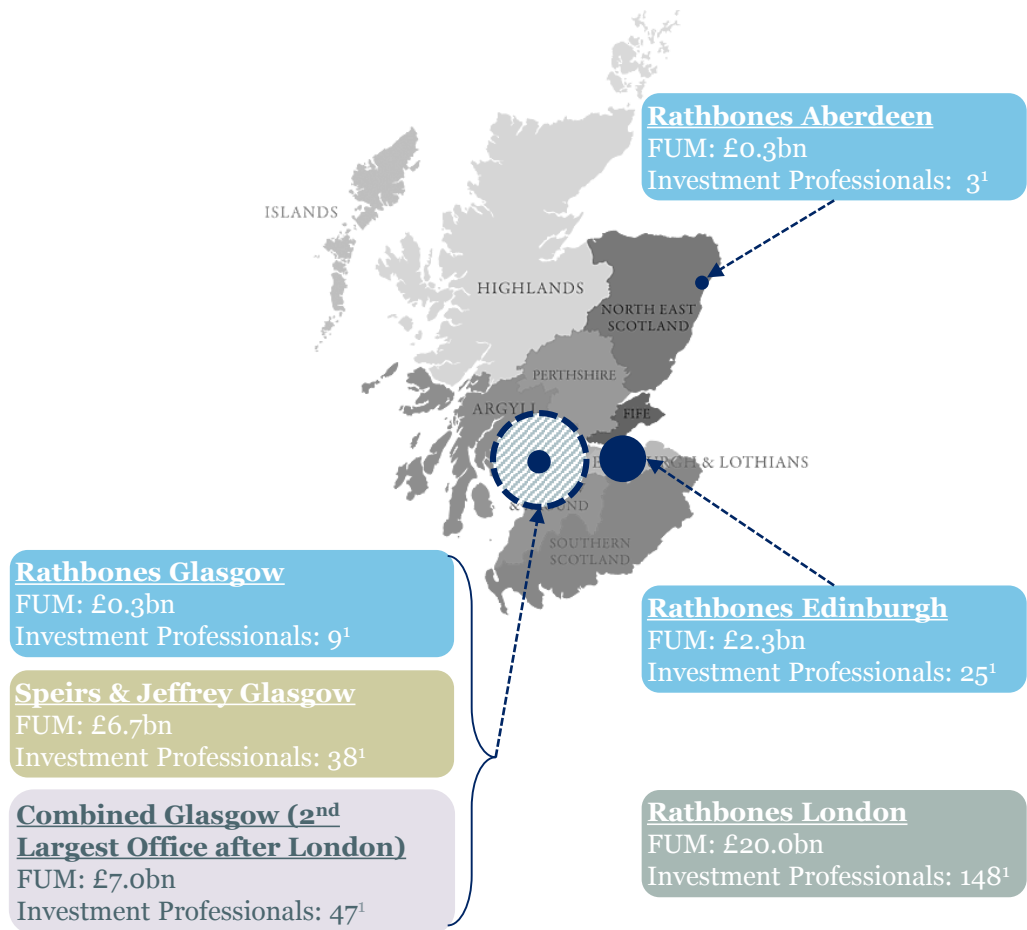 Rathbones Aberdeen
FUM: £0.3bn
Investment Professionals: 3¹
ISLANDS
HIGHLANDS
NORTH EAST
SCOTLAND
PERTHSHIRE
ARGYLL
FIFE
& LOTHIANS
SOUTHERN
SCOTLAND
Rathbones Glasgow
FUM: £0.3bn
Investment Professionals: 9¹
Speirs & Jeffrey Glasgow
FUM: £6.7bn
Investment Professionals: 38¹
Combined Glasgow (2nd
Largest Office after London)
FUM: £7.0bn
Investment Professionals: 47¹
Rathbones Edinburgh
FUM: £2.3bn
Investment Professionals: 25¹
Rathbones London
FUM: £20.0bn
Investment Professionals: 148¹